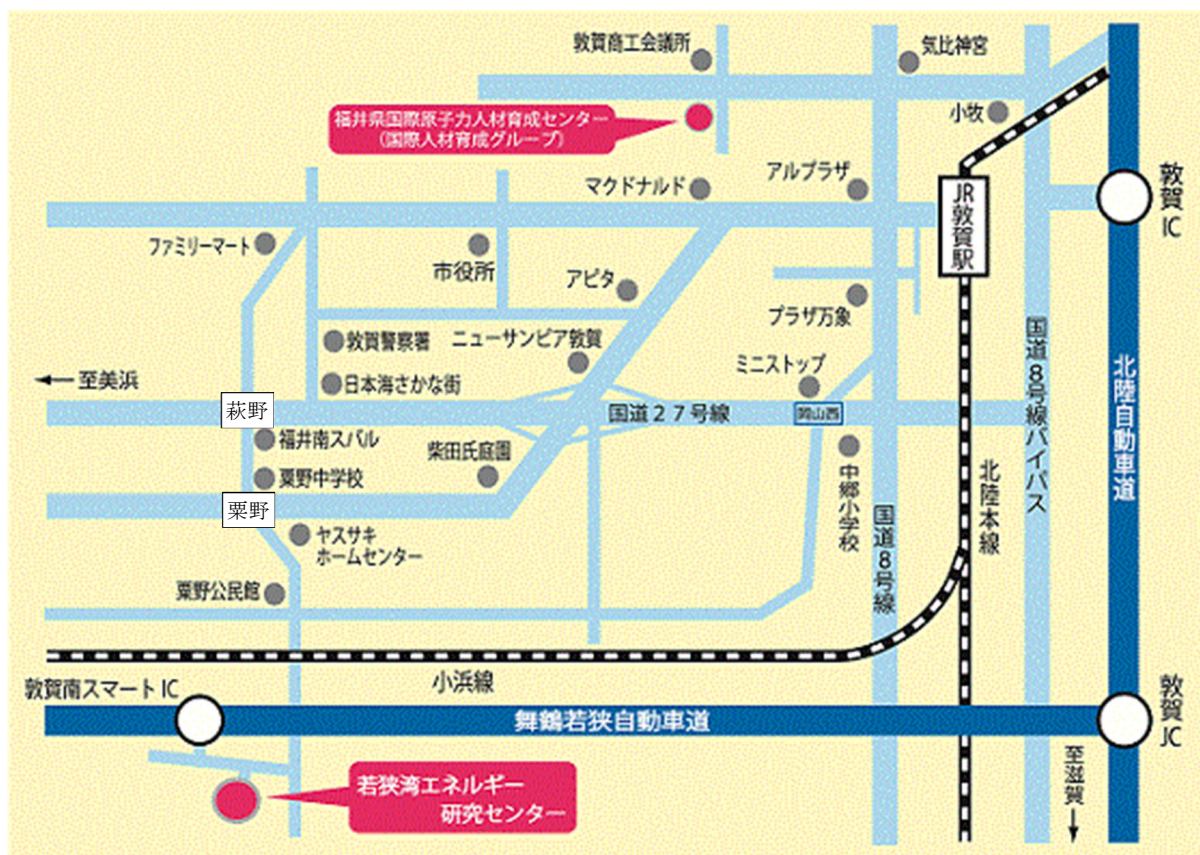 敦賀商工会議所
気比神宮
福井県国際原子力人材育成センター
（国際人材育成グループ）
小牧
マクドナルド
アルプラザ
敦賀
IC
JR敦賀駅
ファミリーマート
市役所
アピタ
プラザ万象
敦賀警察署
ニューサンピア敦賀
ミニストップ
国道8号線バイパス
北陸自動車道
至美浜
日本海さかな街
萩野
国道27号線
岡山西
福井南スバル
柴田氏庭園
中郷小学校
北陸本線
粟野中学校
粟野
国道8号線
ヤスサキ
ホームセンター
粟野公民館
小浜線
敦賀南スマートIC
舞鶴若狭自動車道
敦賀
JC
至滋賀
若狭湾エネルギー
研究センター